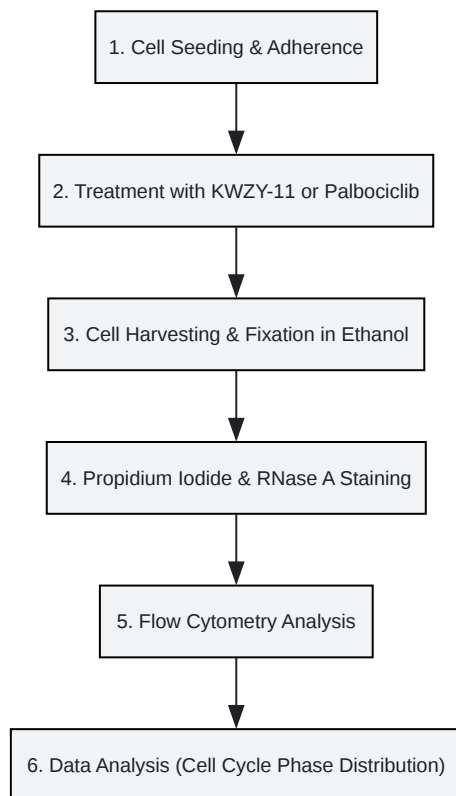 1. Cell Seeding & Adherence
2. Treatment with KWZY-11 or Palbociclib
3. Cell Harvesting & Fixation in Ethanol
4. Propidium Iodide & RNase A Staining
5. Flow Cytometry Analysis
6. Data Analysis (Cell Cycle Phase Distribution)